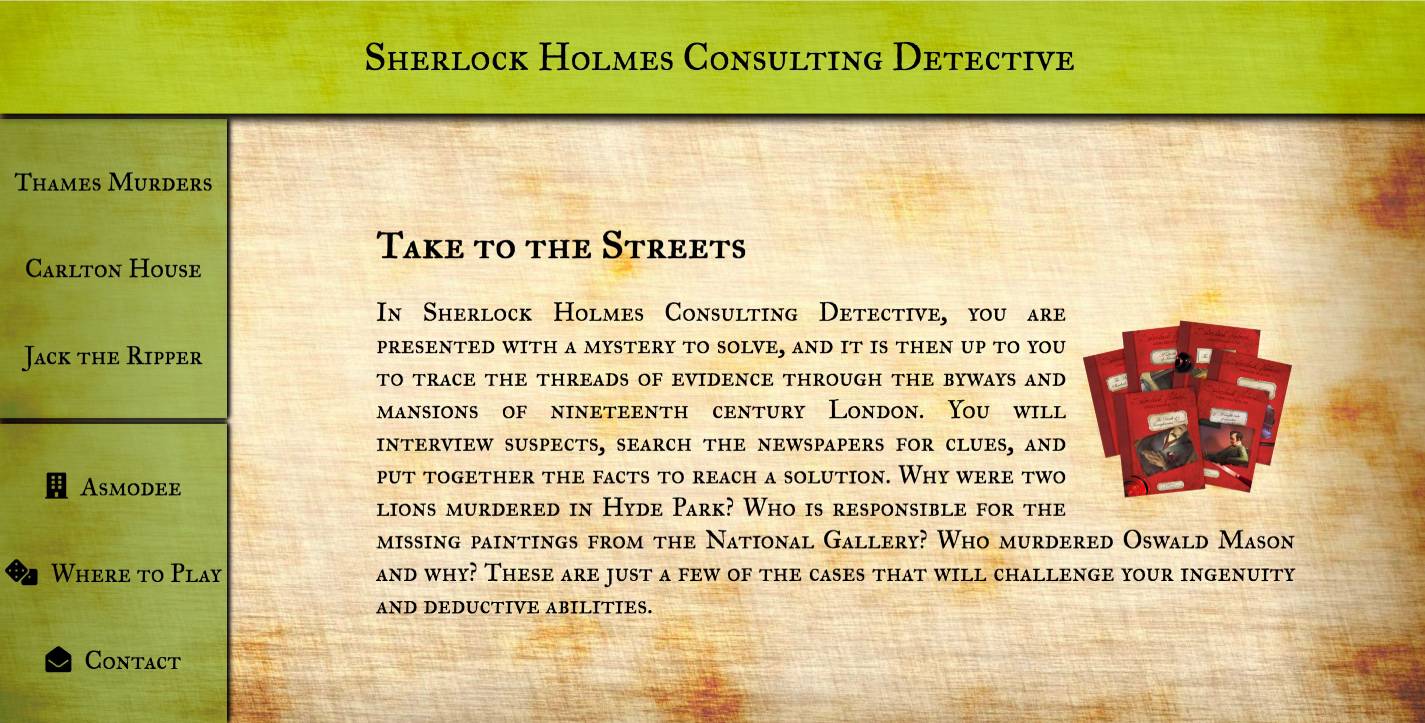 Sherlock Holmes Consulting Detective
Thames Murders
Carlton House
Jack the Ripper
Asmodee
Where to Play
Contact
Take to the Streets
In Sherlock Holmes Consulting Detective, you are
presented with a mystery to solve, and it is then up to you
to trace the threads of evidence through the byways and
mansions of nineteenth century London. You will
interview suspects, search the newspapers for clues, and
put together the facts to reach a solution. Why were two
lions murdered in Hyde Park? Who is responsible for the
missing paintings from the National Gallery? Who murdered Oswald Mason
and why? These are just a few of the cases that will challenge your ingenuity
and deductive abilities.